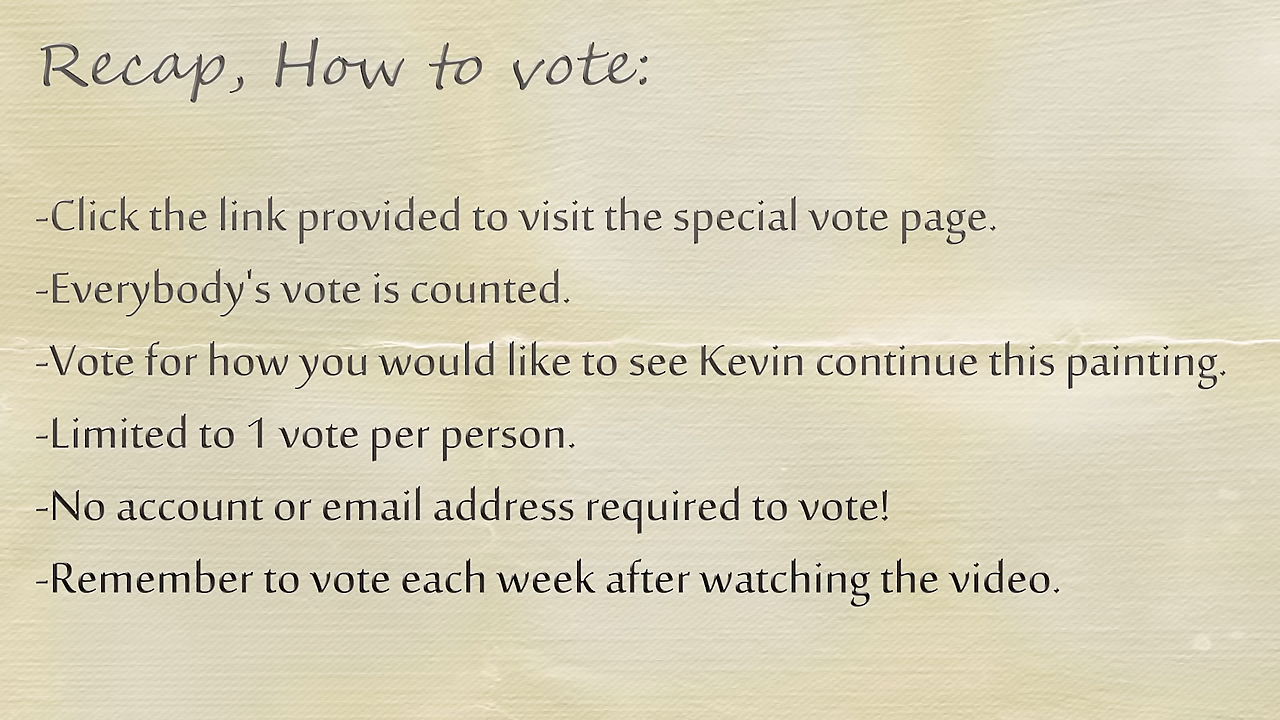 Recap, How to vote:
-Click the link provided to visit the special vote page.
-Everybody's vote is counted.
-Vote for how you would like to see Kevin continue this painting.
-Limited to 1 vote per person.
-No account or email address required to vote!
-Remember to vote each week after watching the video.